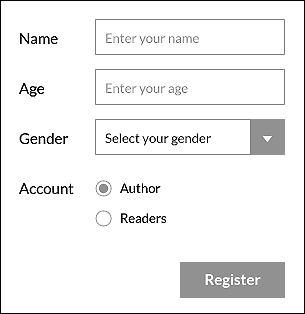 Name Enter your name
Age Enter your age
Gender Select your gender
Account Author
Readers
Register